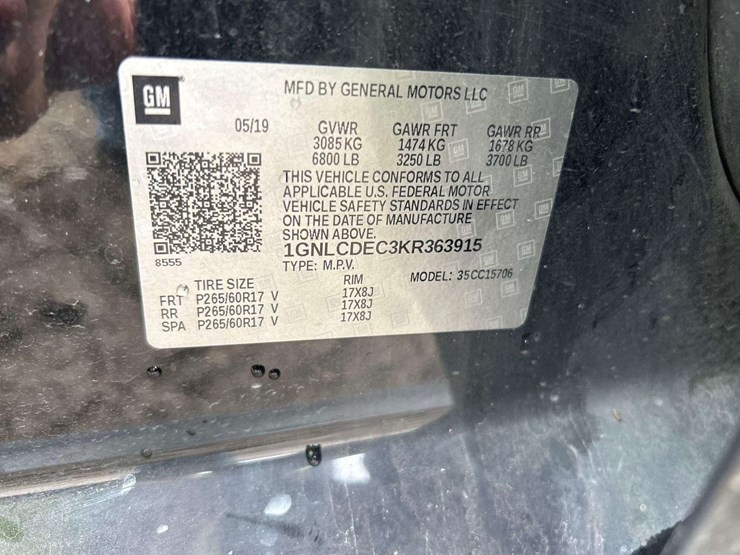 GM
MFD BY GENERAL MOTORS LLC
05/19 GVWR GAWR FRT GAWR RR
3085 KG 1474 KG 1678 KG
6800 LB 3250 LB 3700 LB
THIS VEHICLE CONFORMS TO ALL
APPLICABLE U.S. FEDERAL MOTOR
VEHICLE SAFETY STANDARDS IN EFFECT
ON THE DATE OF MANUFACTURE
SHOWN ABOVE.
8555
1GNLCDEC3KR363915
TYPE: M.P.V. MODEL: 35CC15706
TIRE SIZE RIM
FRT P265/60R17 V 17X8J
RR P265/60R17 V 17X8J
SPA P265/60R17 V 17X8J